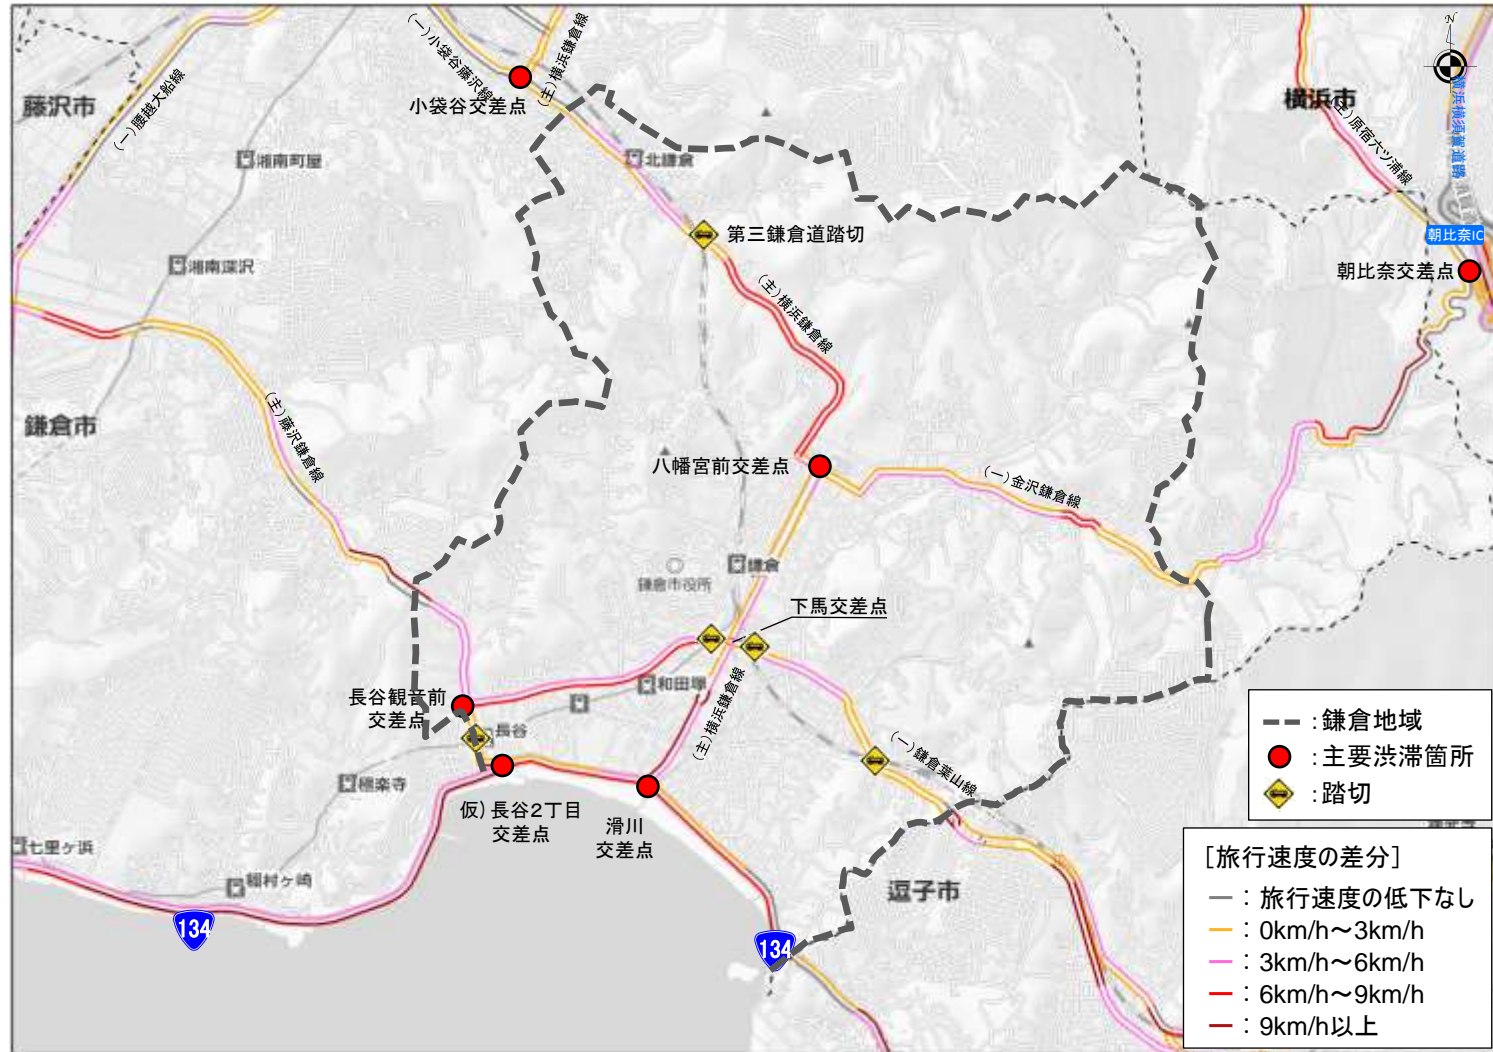 (一)小袋谷藤沢線
(主)横浜鎌倉線
N
横浜横須賀道路
藤沢市
小袋谷交差点
横浜市
(一)腰越大船線
(主)原宿六ツ浦線
湘南町屋
北鎌倉
第三鎌倉道踏切
朝比奈IC
湘南深沢
朝比奈交差点
(主)横浜鎌倉線
鎌倉市
(主)藤沢鎌倉線
八幡宮前交差点
(一)金沢鎌倉線
鎌倉
鎌倉市役所
下馬交差点
長谷観音前
交差点
和田塚
(主)横浜鎌倉線
長谷
(一)鎌倉葉山線
極楽寺
仮)長谷2丁目
交差点
滑川
交差点
七里ヶ浜
稲村ヶ崎
逗子市
134
134
:鎌倉地域
:主要渋滞箇所
:踏切
[旅行速度の差分]
:旅行速度の低下なし
:0km/h～3km/h
:3km/h～6km/h
:6km/h～9km/h
:9km/h以上